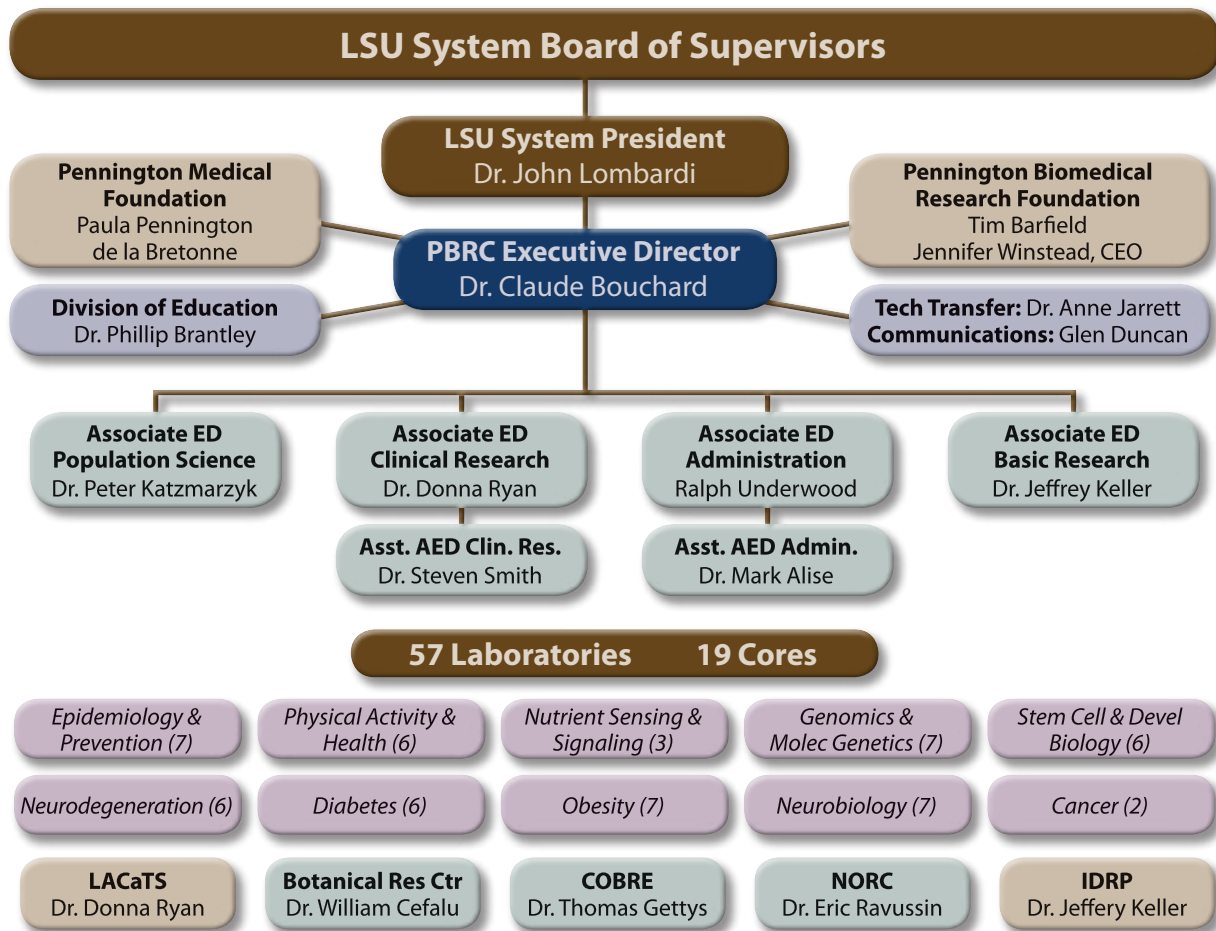 LSU System Board of Supervisors
LSU System President
Dr. John Lombardi
Pennington Medical
Foundation
Paula Pennington
de la Bretonne
Pennington Biomedical
Research Foundation
Tim Barfield
Jennifer Winstead, CEO
PBRC Executive Director
Dr. Claude Bouchard
Division of Education
Dr. Phillip Brantley
Tech Transfer: Dr. Anne Jarrett
Communications: Glen Duncan
Associate ED
Population Science
Dr. Peter Katzmarzyk
Associate ED
Clinical Research
Dr. Donna Ryan
Associate ED
Administration
Ralph Underwood
Associate ED
Basic Research
Dr. Jeffrey Keller
Asst. AED Clin. Res.
Dr. Steven Smith
Asst. AED Admin.
Dr. Mark Alise
57 Laboratories 19 Cores
Epidemiology &
Prevention (7)
Physical Activity &
Health (6)
Nutrient Sensing &
Signaling (3)
Genomics &
Molec Genetics (7)
Stem Cell & Devel
Biology (6)
Neurodegeneration (6)
Diabetes (6)
Obesity (7)
Neurobiology (7)
Cancer (2)
LACaTS
Dr. Donna Ryan
Botanical Res Ctr
Dr. William Cefalu
COBRE
Dr. Thomas Gettys
NORC
Dr. Eric Ravussin
IDRP
Dr. Jeffery Keller